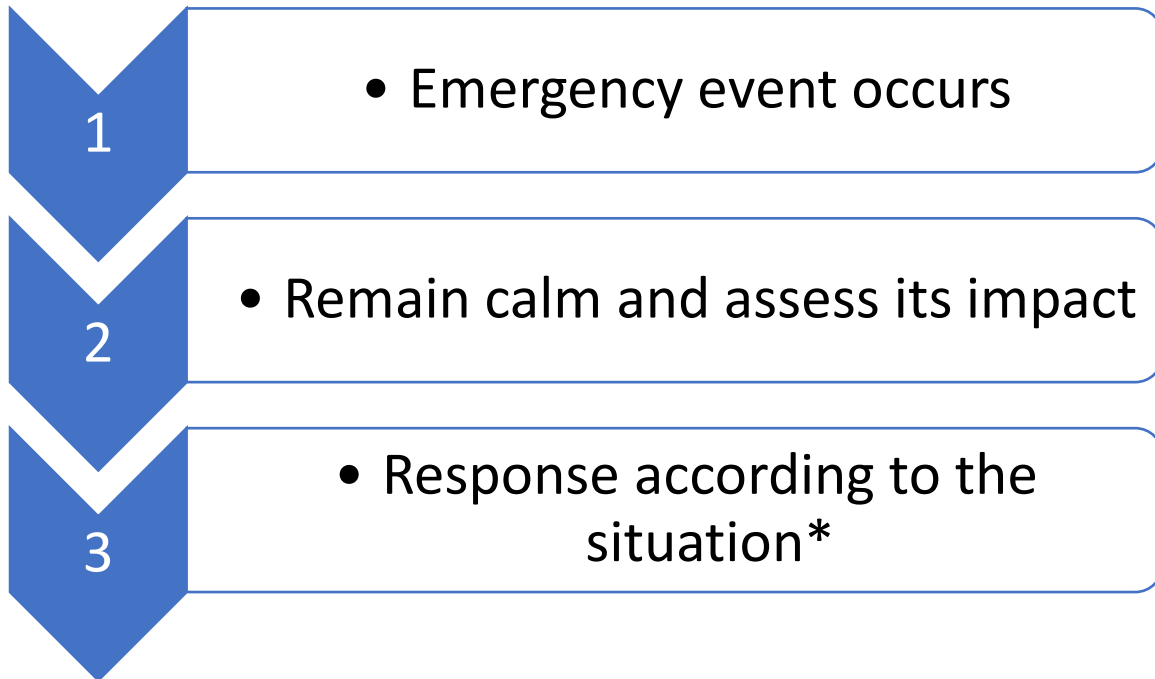 1
• Emergency event occurs
2
• Remain calm and assess its impact
3
• Response according to the
situation*